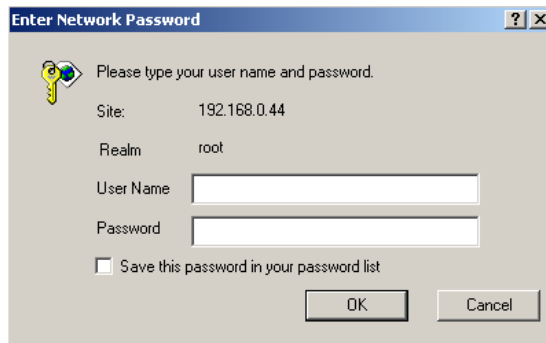 Enter Network Password
Please type your user name and password.
Site: 192.168.0.44
Realm root
User Name
Password
Save this password in your password list
OK Cancel